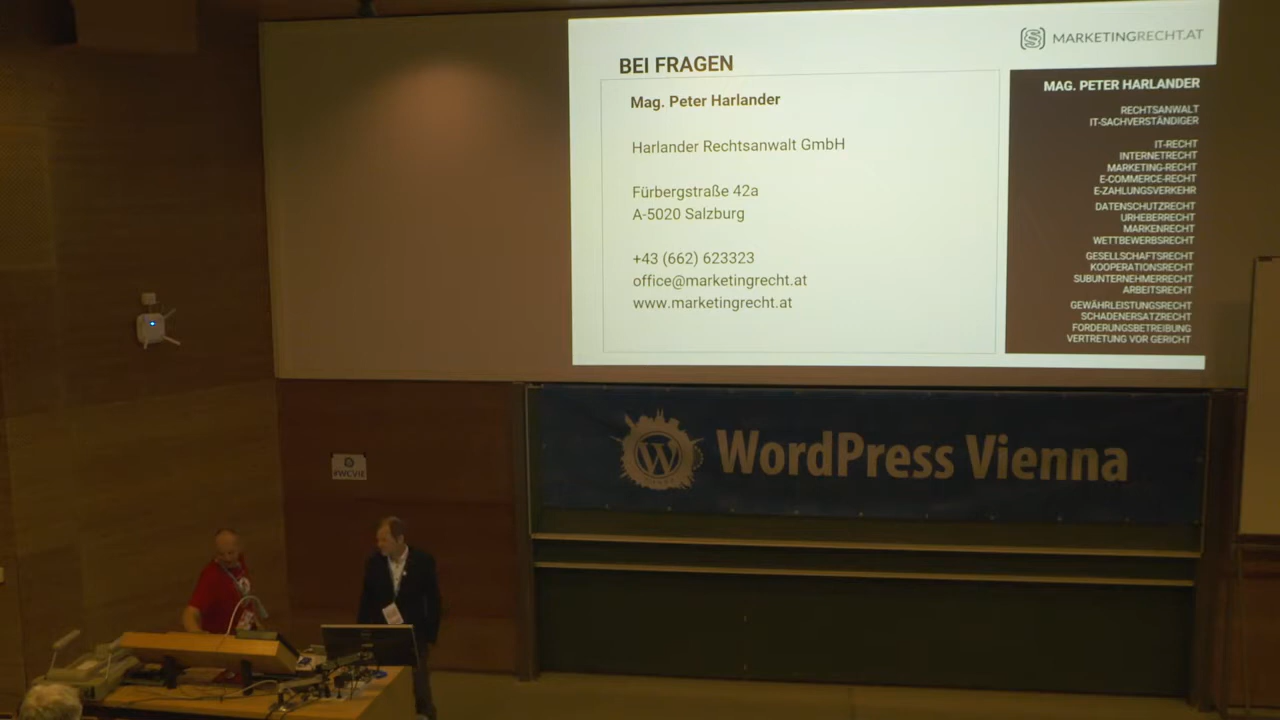 MARKETINGRECHT.AT
BEI FRAGEN
Mag. Peter Harlander
Harlander Rechtsanwalt GmbH
Fürbergstraße 42a
A-5020 Salzburg
+43 (662) 623323
office@marketingrecht.at
www.marketingrecht.at
MAG. PETER HARLANDER
RECHTSANWALT
IT-SACHVERSTÄNDIGER
IT-RECHT
INTERNETRECHT
MARKETING-RECHT
E-COMMERCE-RECHT
E-ZAHLUNGSVERKEHR
DATENSCHUTZRECHT
URHEBERRECHT
MARKENRECHT
WETTBEWERBSRECHT
GESELLSCHAFTSRECHT
KOOPERATIONSRECHT
SUBUNTERNEHMERRECHT
ARBEITSRECHT
GEWÄHRLEISTUNGSRECHT
SCHADENERSATZRECHT
FORDERUNGSBETREIBUNG
VERTRETUNG VOR GERICHT
WordPress Vienna
#WCVIE